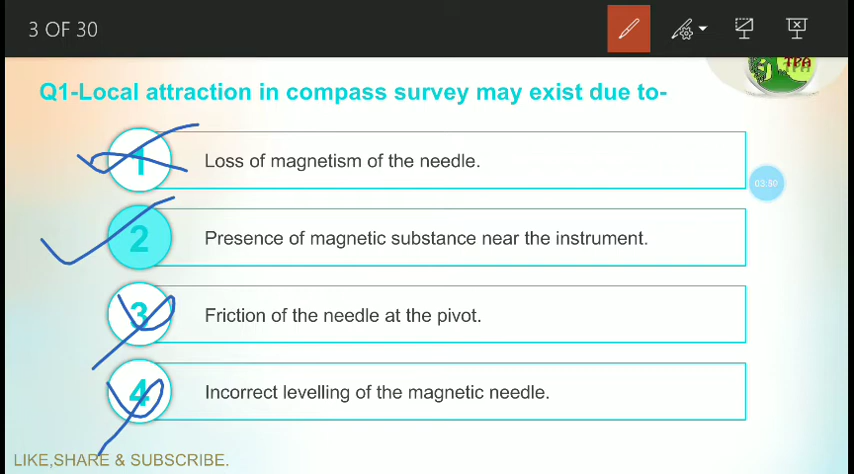 3 OF 30
TPA
Q1-Local attraction in compass survey may exist due to-
1 Loss of magnetism of the needle.
03:80
2 Presence of magnetic substance near the instrument.
3 Friction of the needle at the pivot.
4 Incorrect levelling of the magnetic needle.
LIKE,SHARE & SUBSCRIBE.